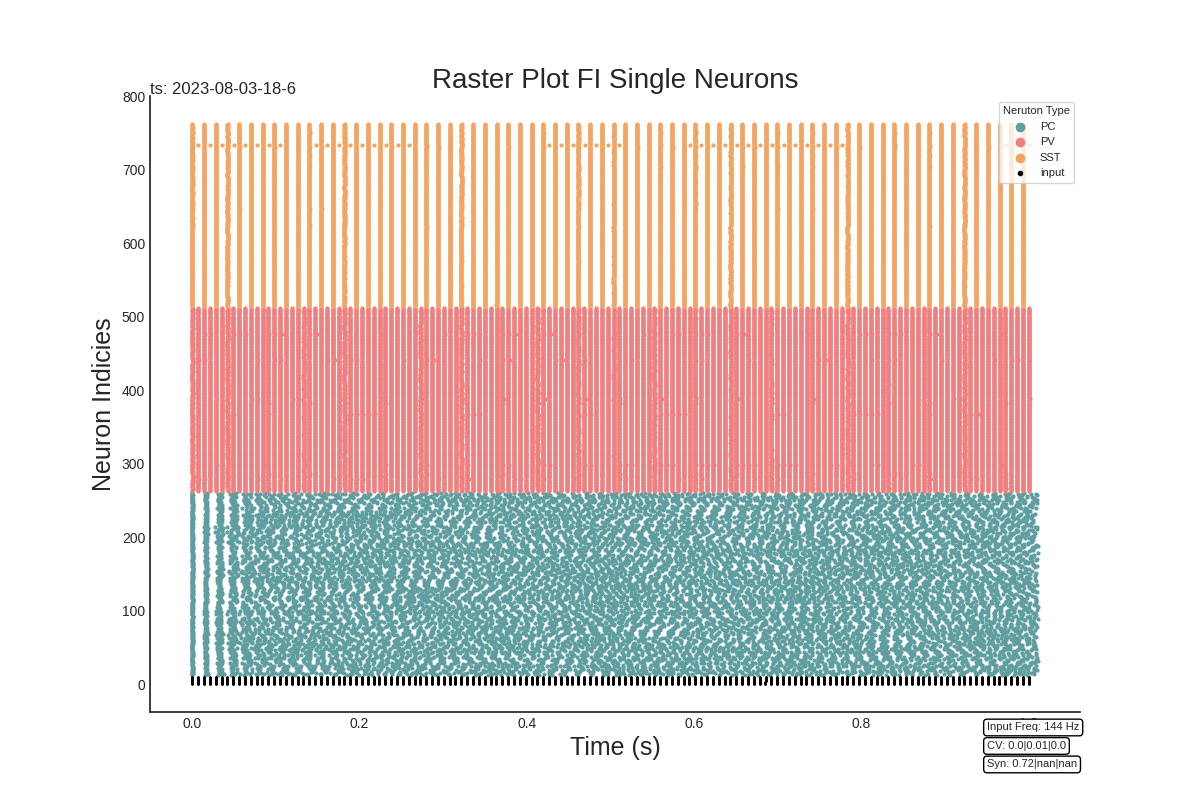 Raster Plot FI Single Neurons
ts: 2023-08-03-18-6
Neruton Type
PC
PV
SST
input
Neuron Indicies
800
700
600
500
400
300
200
100
0
0.0 0.2 0.4 0.6 0.8
Time (s)
Input Freq: 144 Hz
CV: 0.0|0.01|0.0
Syn: 0.72|nan|nan